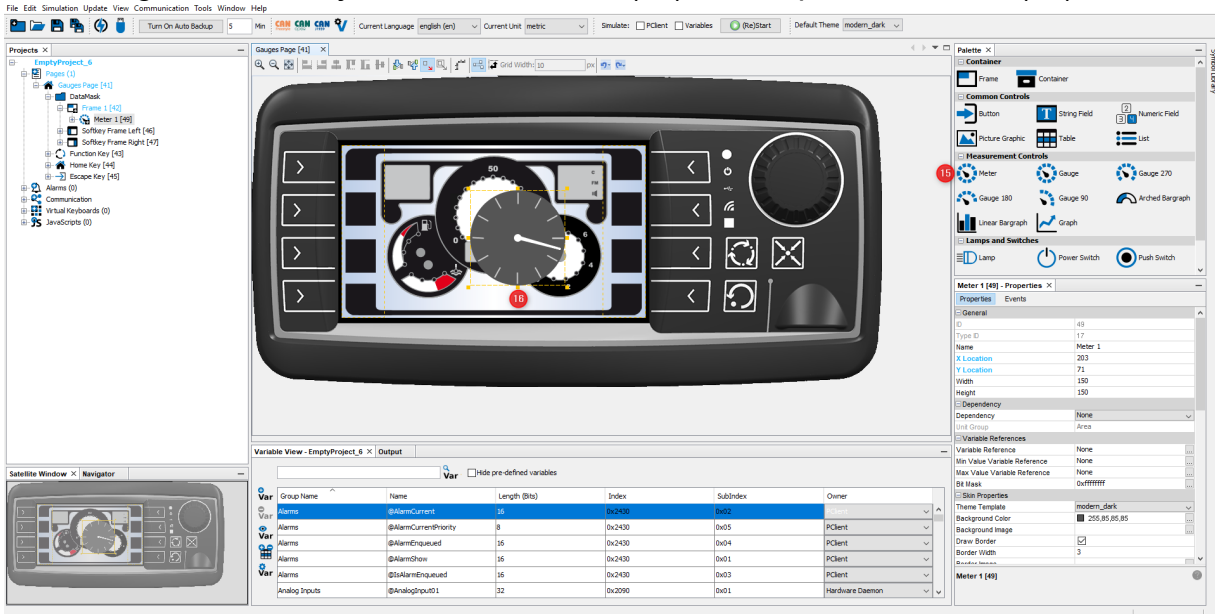 File Edit Simulation Update View Communication Tools Window Help
Turn On Auto Backup 5 Min CAN CAN CAN Current Language english (en) Current Unit metric Simulate: PClient Variables (Re)Start Default Theme modern_dark
Projects
EmptyProject_6
Pages (1)
Gauges Page [41]
DataMask
Frame 1 [42]
Meter 1 [49]
Softkey Frame Left [46]
Softkey Frame Right [47]
Function Key [43]
Home Key [44]
Escape Key [45]
Alarms (0)
Communication
Virtual Keyboards (0)
JavaScripts (0)
Satellite Window Navigator
Gauges Page [41]
Grid Width: 10 px
50
0
6
4
FM
16
Variable View - EmptyProject_6 Output
Var Hide pre-defined variables
Var
Var
Var
Var
Group Name Name Length (Bits) Index SubIndex Owner
Alarms @AlarmCurrent 16 0x2430 0x02 PClient
Alarms @AlarmCurrentPriority 8 0x2430 0x05 PClient
Alarms @AlarmEnqueued 16 0x2430 0x04 PClient
Alarms @AlarmShow 16 0x2430 0x01 PClient
Alarms @IsAlarmEnqueued 16 0x2430 0x03 PClient
Analog Inputs @AnalogInput01 32 0x2090 0x01 Hardware Daemon
Palette
Container
Frame Container
Common Controls
Button String Field Numeric Field
Picture Graphic Table List
Measurement Controls
15 Meter Gauge Gauge 270
Gauge 180 Gauge 90 Arched Bargraph
Linear Bargraph Graph
Lamps and Switches
Lamp Power Switch Push Switch
Symbol Library
Meter 1 [49] - Properties
Properties Events
General
ID 49
Type ID 17
Name Meter 1
X Location 203
Y Location 71
Width 150
Height 150
Dependency
Dependency None
Unit Group Area
Variable References
Variable Reference None
Min Value Variable Reference None
Max Value Variable Reference None
Bit Mask 0xffffffff
Skin Properties
Theme Template modern_dark
Background Color 255,85,85,85
Background Image
Draw Border
Border Width 3
Border Image
Meter 1 [49]